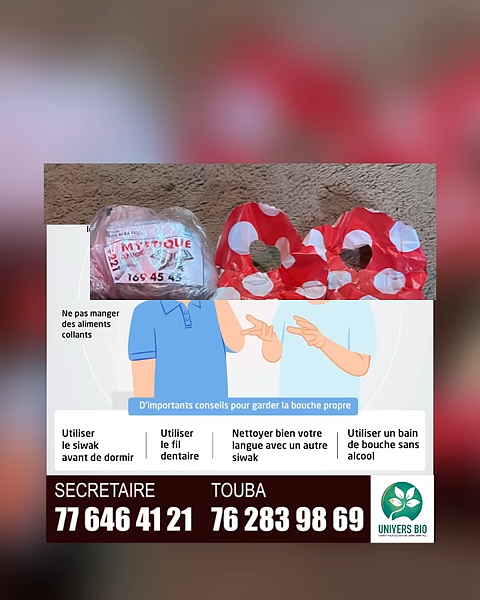 MYSTIQUE
221
169 45 45
Ne pas manger
des aliments
collants
D'importants conseils pour garder la bouche propre
Utiliser
le siwak
avant de dormir
Utiliser
le fil
dentaire
Nettoyer bien votre
langue avec un autre
siwak
Utiliser un bain
de bouche sans
alcool
SECRETAIRE
77 646 41 21
TOUBA
76 283 98 69
UNIVERS BIO